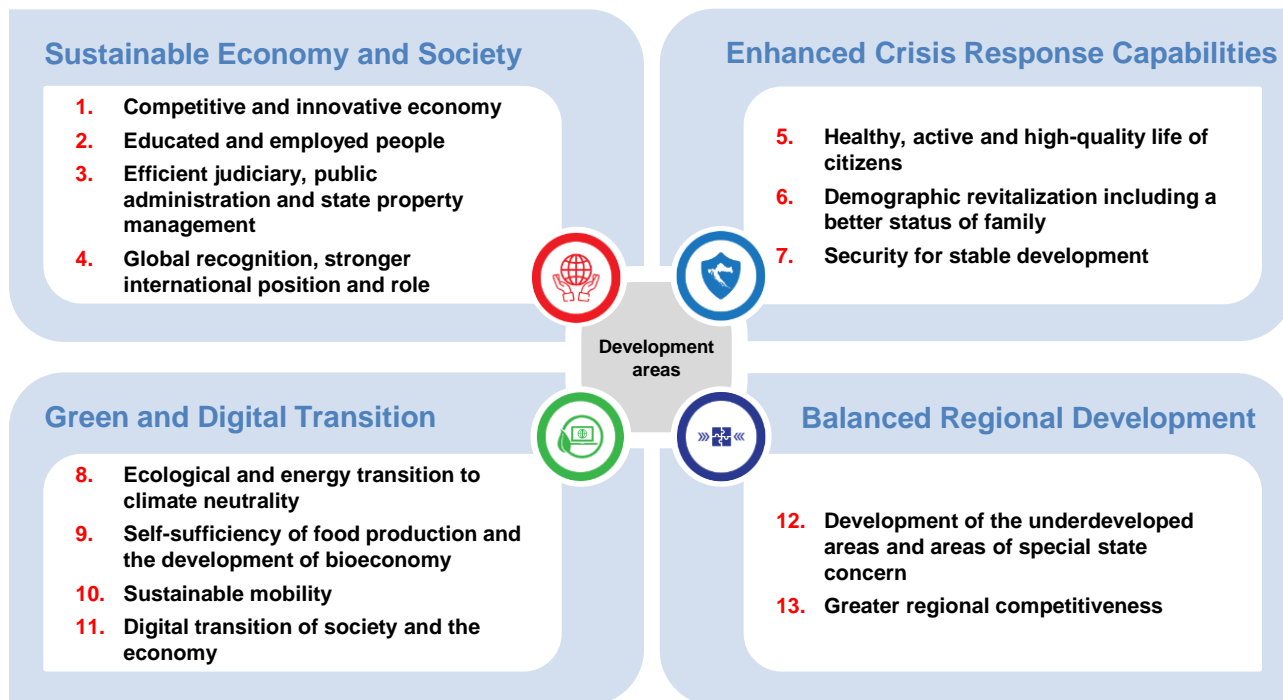 Sustainable Economy and Society
1. Competitive and innovative economy
2. Educated and employed people
3. Efficient judiciary, public
administration and state property
management
4. Global recognition, stronger
international position and role
Enhanced Crisis Response Capabilities
5. Healthy, active and high-quality life of
citizens
6. Demographic revitalization including a
better status of family
7. Security for stable development
Development
areas
Green and Digital Transition
8. Ecological and energy transition to
climate neutrality
9. Self-sufficiency of food production and
the development of bioeconomy
10. Sustainable mobility
11. Digital transition of society and the
economy
Balanced Regional Development
12. Development of the underdeveloped
areas and areas of special state
concern
13. Greater regional competitiveness